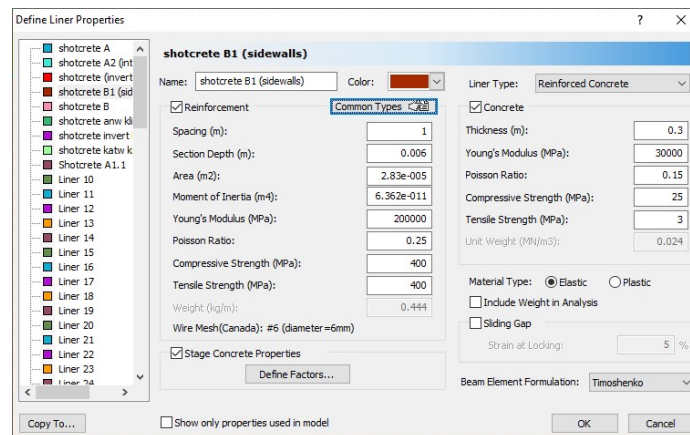 Define Liner Properties ? X
shotcrete A
shotcrete A2 (int
shotcrete (invert
shotcrete B1 (sid
shotcrete B
shotcrete anw kli
shotcrete invert
shotcrete katw k
Shotcrete A1.1
Liner 10
Liner 11
Liner 12
Liner 13
Liner 14
Liner 15
Liner 16
Liner 17
Liner 18
Liner 19
Liner 20
Liner 21
Liner 22
Liner 23
Liner 24
shotcrete B1 (sidewalls)
Name: shotcrete B1 (sidewalls) Color:
Liner Type: Reinforced Concrete
Reinforcement Common Types
Spacing (m): 1
Section Depth (m): 0.006
Area (m2): 2.83e-005
Moment of Inertia (m4): 6.362e-011
Young's Modulus (MPa): 200000
Poisson Ratio: 0.25
Compressive Strength (MPa): 400
Tensile Strength (MPa): 400
Weight (kg/m): 0.444
Wire Mesh(Canada): #6 (diameter=6mm)
Stage Concrete Properties
Define Factors...
Concrete
Thickness (m): 0.3
Young's Modulus (MPa): 30000
Poisson Ratio: 0.15
Compressive Strength (MPa): 25
Tensile Strength (MPa): 3
Unit Weight (MN/m3): 0.024
Material Type: Elastic Plastic
Include Weight in Analysis
Sliding Gap
Strain at Locking: 5 %
Beam Element Formulation: Timoshenko
Copy To... Show only properties used in model OK Cancel